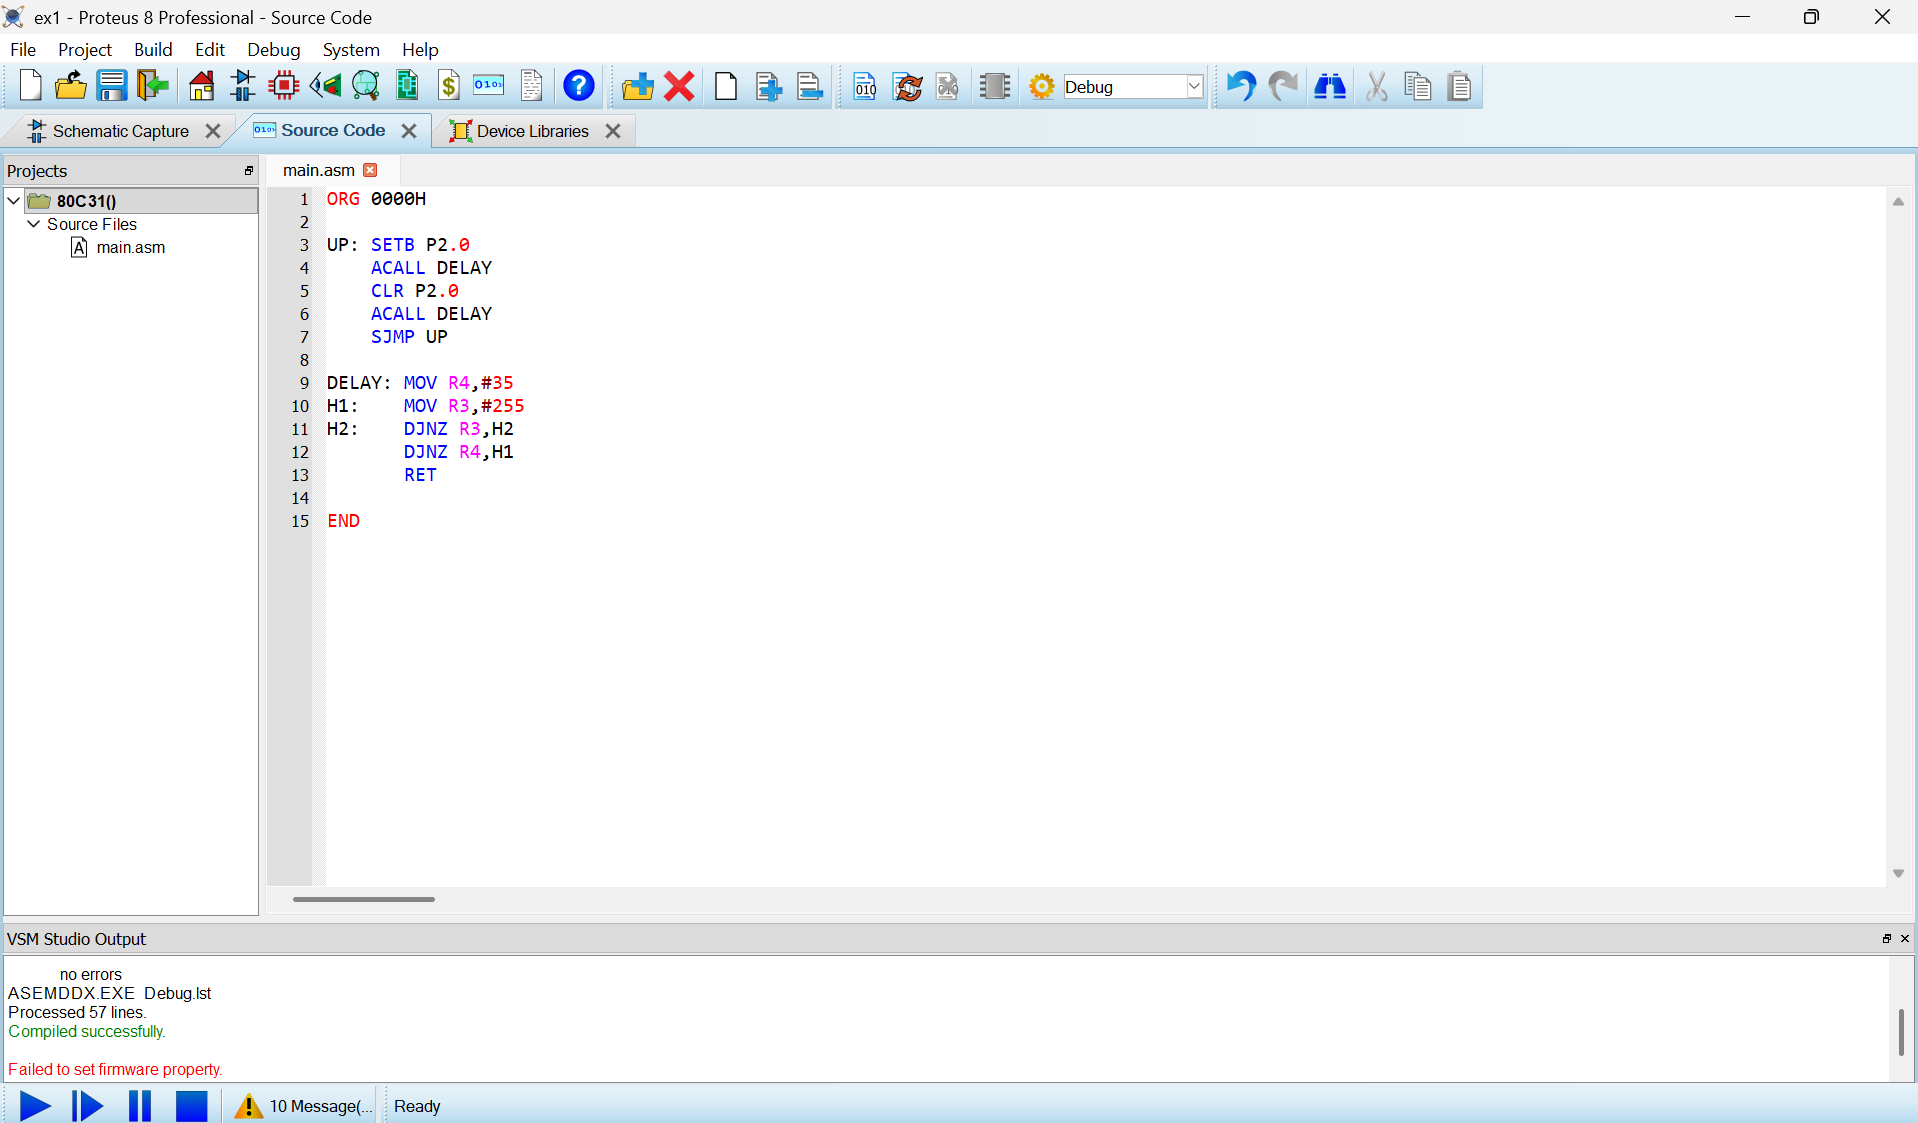 ex1 - Proteus 8 Professional - Source Code
File Project Build Edit Debug System Help
Debug
Schematic Capture Source Code Device Libraries
Projects
main.asm
80C31()
Source Files
main.asm
1 ORG 0000H
2
3 UP: SETB P2.0
4 ACALL DELAY
5 CLR P2.0
6 ACALL DELAY
7 SJMP UP
8
9 DELAY: MOV R4,#35
10 H1: MOV R3,#255
11 H2: DJNZ R3,H2
12 DJNZ R4,H1
13 RET
14
15 END
VSM Studio Output
no errors
ASEMDDX.EXE Debug.lst
Processed 57 lines.
Compiled successfully.
Failed to set firmware property.
10 Message(... Ready